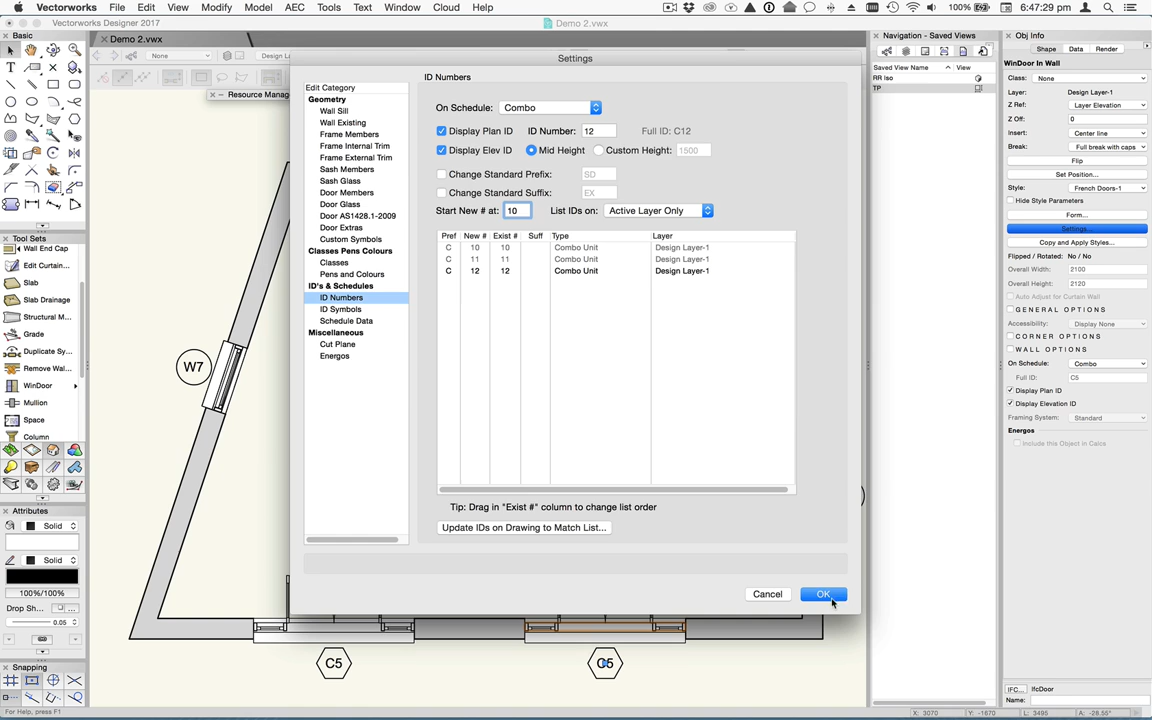 Vectorworks File Edit View Modify Model AEC Tools Text Window Cloud Help 100% 6:47:29 pm
Vectorworks Designer 2017
Demo 2.vwx
Basic
Demo 2.vwx
None
Design La
Resource Manag
Settings
Edit Category
Geometry
Wall Sill
Wall Existing
Frame Members
Frame Internal Trim
Frame External Trim
Sash Members
Sash Glass
Door Members
Door Glass
Door AS1428.1-2009
Door Extras
Custom Symbols
Classes Pens Colours
Classes
Pens and Colours
ID's & Schedules
ID Numbers
ID Symbols
Schedule Data
Miscellaneous
Cut Plane
Energos
ID Numbers
On Schedule: Combo
Display Plan ID ID Number: 12 Full ID: C12
Display Elev ID Mid Height Custom Height: 1500
Change Standard Prefix: SD
Change Standard Suffix: EX
Start New # at: 10 List IDs on: Active Layer Only
Pref New # Exist # Suff Type Layer
C 10 10 Combo Unit Design Layer-1
C 11 11 Combo Unit Design Layer-1
C 12 12 Combo Unit Design Layer-1
Tip: Drag in "Exist #" column to change list order
Update IDs on Drawing to Match List...
Cancel OK
Tool Sets
Wall End Cap
Edit Curtain...
Slab
Slab Drainage
Structural M...
Grade
Duplicate Sy...
Remove Wal...
WinDoor
Mullion
Space
Column
Attributes
Solid
Solid
100%/100%
Drop Sh... ...
0.05
Snapping
For Help, press F1
W7
C5
C5
Navigation - Saved Views
Saved View Name View
RR Iso
TP
Obj Info
Shape Data Render
WinDoor In Wall
Class: None
Layer: Design Layer-1
Z Ref: Layer Elevation
Z Off: 0
Insert: Center line
Break: Full break with caps
Flip
Set Position...
Style: French Doors-1
Hide Style Parameters
Form...
Settings...
Copy and Apply Styles...
Flipped / Rotated: No / No
Overall Width: 2100
Overall Height: 2120
Auto Adjust for Curtain Wall
GENERAL OPTIONS
Accessibility: Display None
CORNER OPTIONS
WALL OPTIONS
On Schedule: Combo
Full ID: C5
Display Plan ID
Display Elevation ID
Framing System: Standard
Energos
Include this Object in Calcs
IFC... IfcDoor
Name:
X: 3070 Y: -1670 L: 3495 A: -28.55°